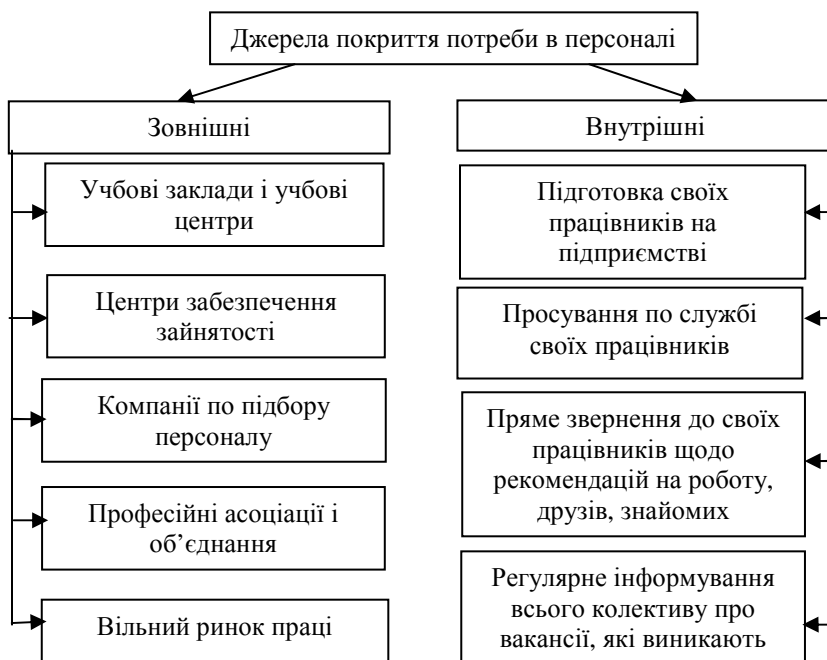 Джерела покриття потреби в персоналі
Зовнішні
Учбові заклади і учбові
центри
Центри забезпечення
зайнятості
Компанії по підбору
персоналу
Професійні асоціації і
об’єднання
Вільний ринок праці
Внутрішні
Підготовка своїх
працівників на
підприємстві
Просування по службі
своїх працівників
Пряме звернення до своїх
працівників щодо
рекомендацій на роботу,
друзів, знайомих
Регулярне інформування
всього колективу про
вакансії, які виникають